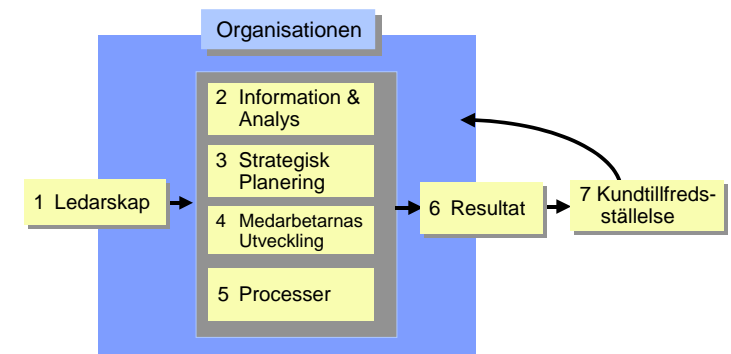 Organisationen
2 Information &
Analys
3 Strategisk
Planering
1 Ledarskap
4 Medarbetarnas
Utveckling
5 Processer
6 Resultat
7 Kundtillfreds-
ställelse